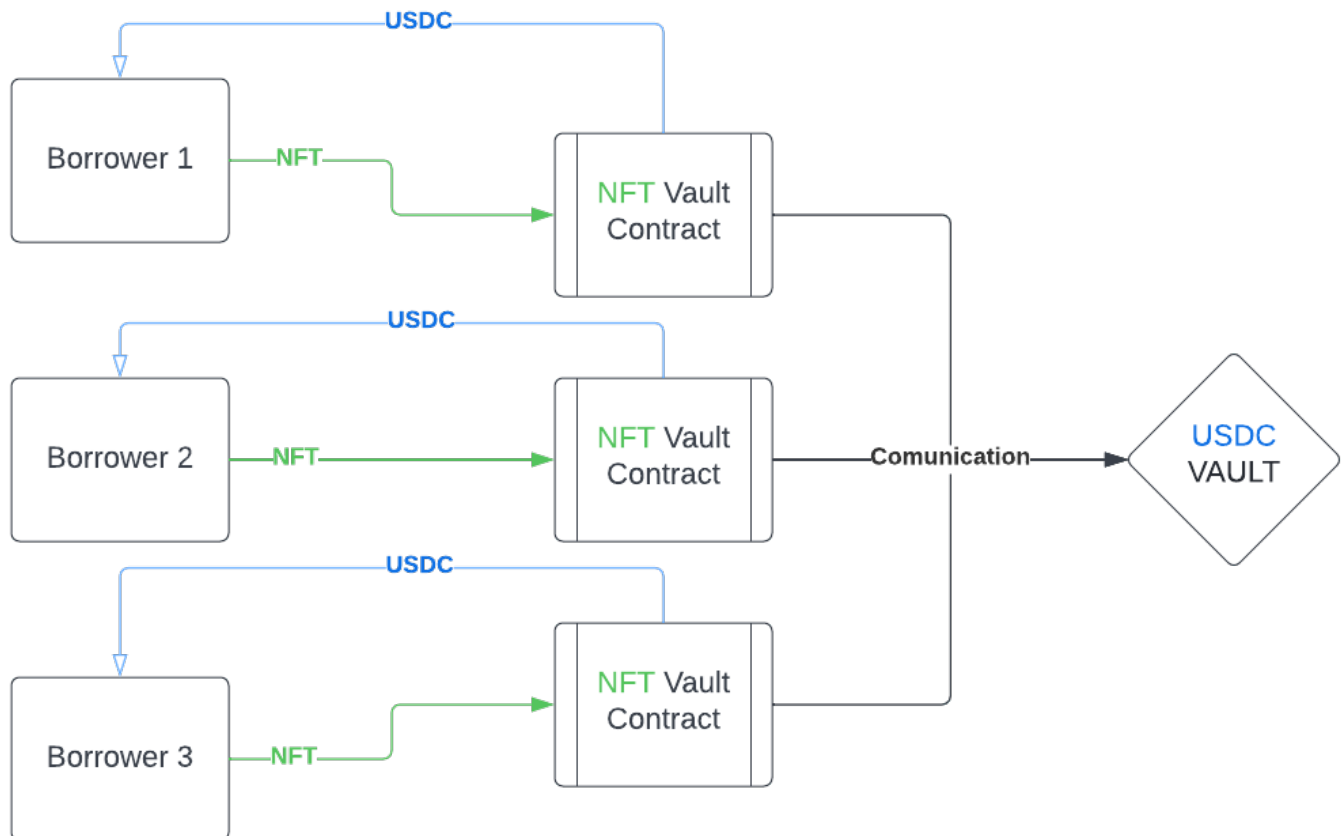 USDC
Borrower 1
NFT
NFT Vault
Contract
USDC
Borrower 2
NFT
NFT Vault
Contract
Comunication
USDC
VAULT
USDC
Borrower 3
NFT
NFT Vault
Contract